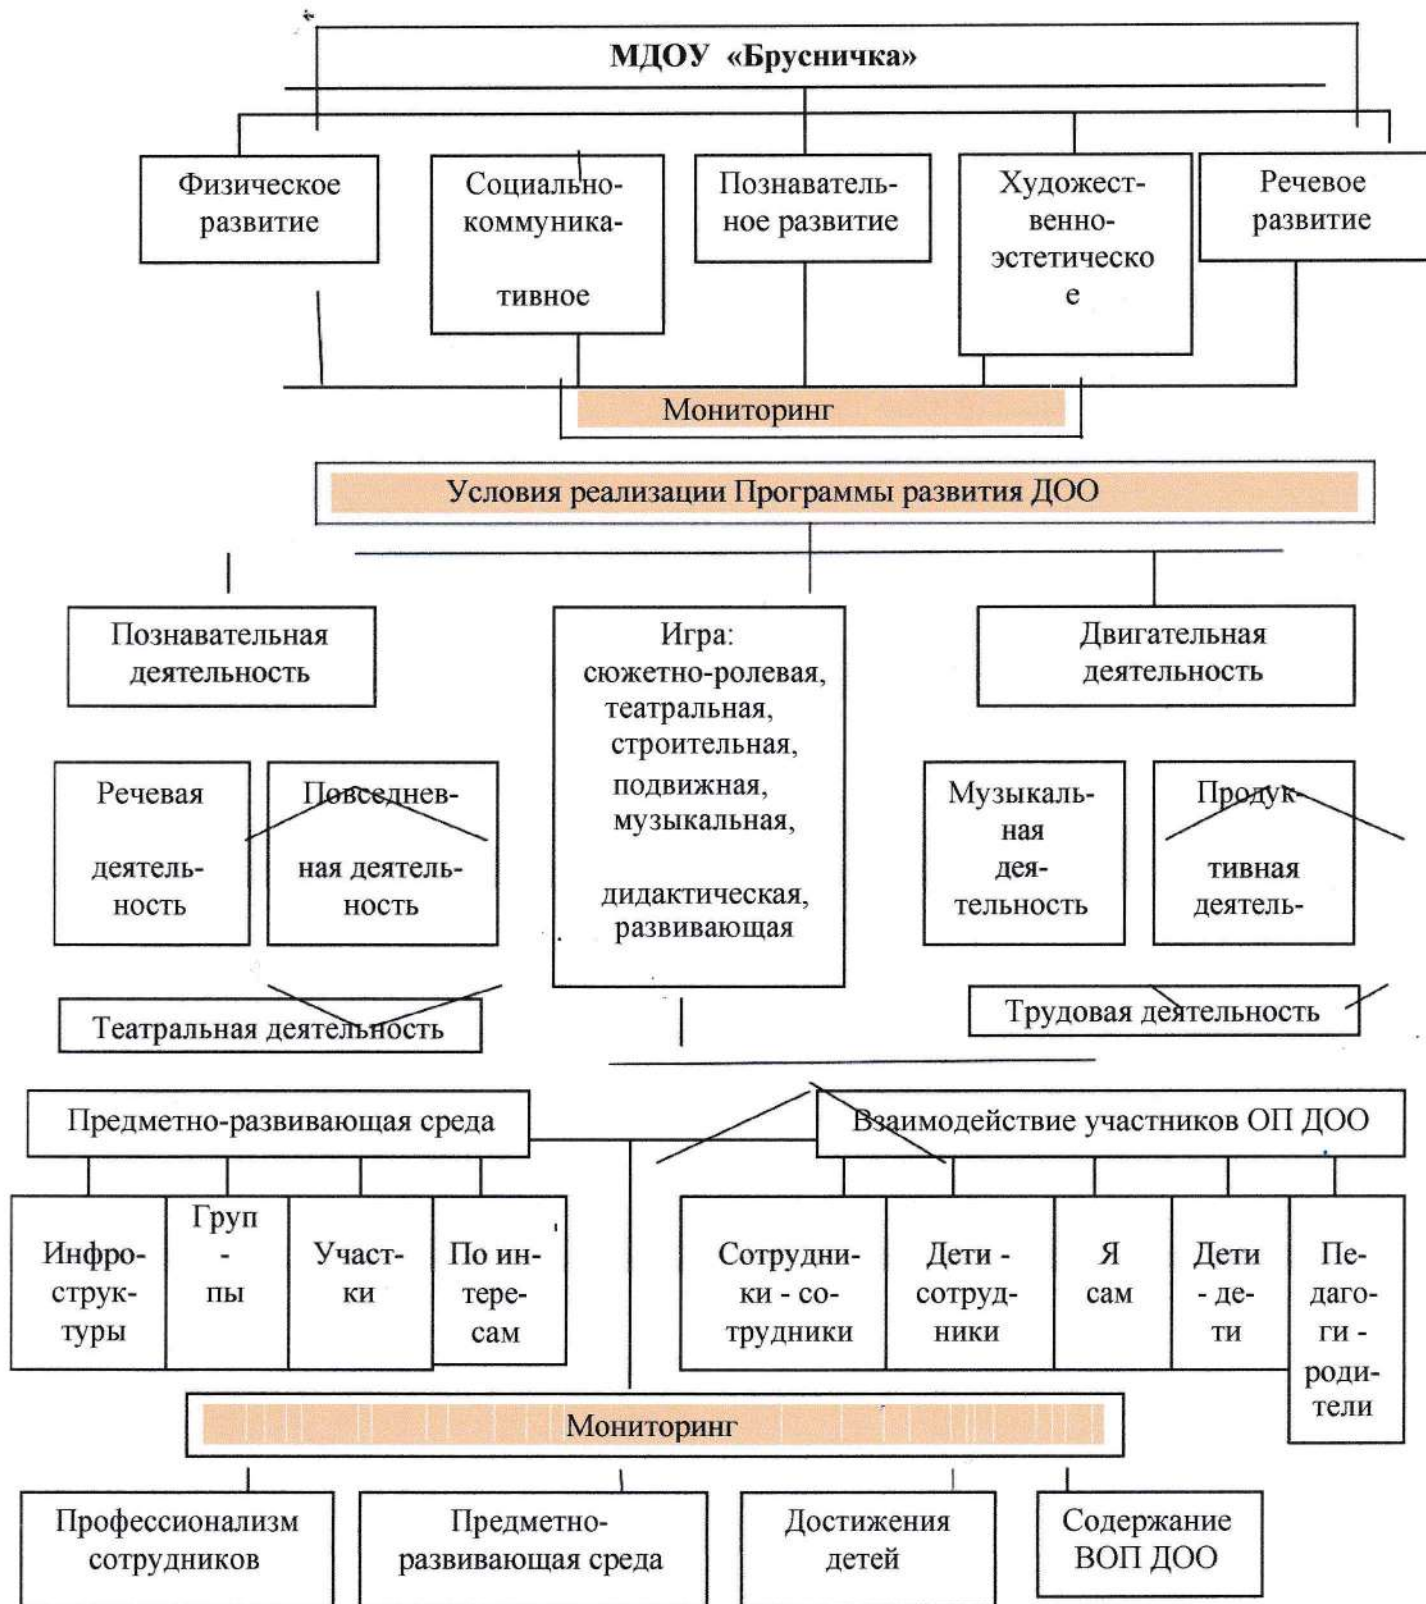 МДОУ «Брусничка»
Физическое
развитие
Социально-
коммуника-
тивное
Познаватель-
ное развитие
Художест-
венно-
эстетическо
е
Речевое
развитие
Мониторинг
Условия реализации Программы развития ДОО
Познавательная
деятельность
Игра:
сюжетно-ролевая,
театральная,
строительная,
подвижная,
музыкальная,
дидактическая,
развивающая
Двигательная
деятельность
Речевая
деятель-
ность
Повседнев-
ная деятель-
ность
Музыкаль-
ная
дея-
тельность
Продук-
тивная
деятель-
Театральная деятельность
Трудовая деятельность
Предметно-развивающая среда
Взаимодействие участников ОП ДОО
Инфро-
струк-
туры
Груп
-
пы
Участ-
ки
По ин-
тере-
сам
Сотрудни-
ки - со-
трудники
Дети -
сотруд-
ники
Я
сам
Дети
- де-
ти
Пе-
даго-
ги -
роди-
тели
Мониторинг
Профессионализм
сотрудников
Предметно-
развивающая среда
Достижения
детей
Содержание
ВОП ДОО